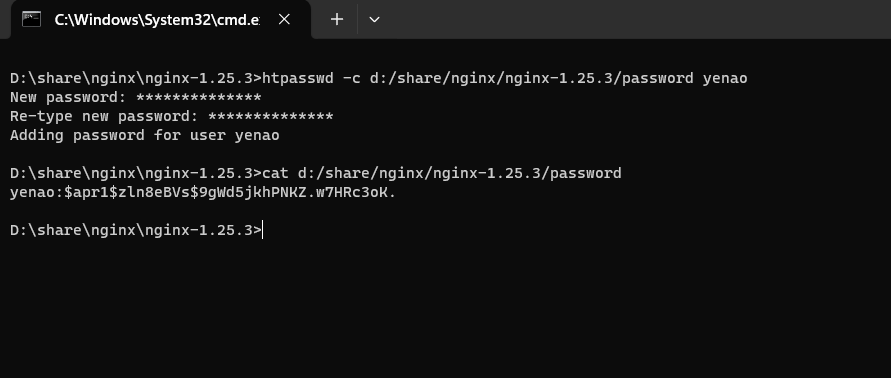 C:\Windows\System32\cmd.e
D:\share\nginx\nginx-1.25.3>htpasswd -c d:/share/nginx/nginx-1.25.3/password yenao
New password: **************
Re-type new password: **************
Adding password for user yenao
D:\share\nginx\nginx-1.25.3>cat d:/share/nginx/nginx-1.25.3/password
yenao:$apr1$zln8eBVs$9gWd5jkhPNKZ.w7HRc3oK.
D:\share\nginx\nginx-1.25.3>